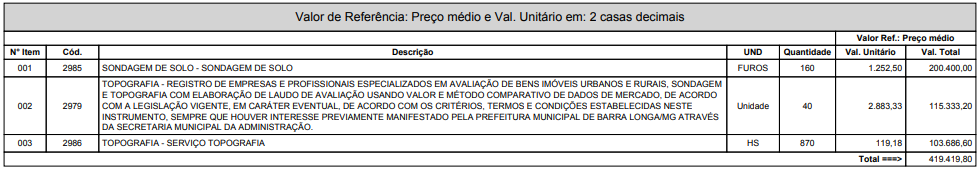 Valor de Referência: Preço médio e Val. Unitário em: 2 casas decimais
Valor Ref.: Preço médio
N° Item Cód. Descrição UND Quantidade Val. Unitário Val. Total
001 2985 SONDAGEM DE SOLO - SONDAGEM DE SOLO FUROS 160 1.252,50 200.400,00
TOPOGRAFIA - REGISTRO DE EMPRESAS E PROFISSIONAIS ESPECIALIZADOS EM AVALIAÇÃO DE BENS IMÓVEIS URBANOS E RURAIS, SONDAGEM
E TOPOGRAFIA COM ELABORAÇÃO DE LAUDO DE AVALIAÇÃO USANDO VALOR E MÉTODO COMPARATIVO DE DADOS DE MERCADO, DE ACORDO
002 2979 COM A LEGISLAÇÃO VIGENTE, EM CARÁTER EVENTUAL, DE ACORDO COM OS CRITÉRIOS, TERMOS E CONDIÇÕES ESTABELECIDAS NESTE Unidade 40 2.883,33 115.333,20
INSTRUMENTO, SEMPRE QUE HOUVER INTERESSE PREVIAMENTE MANIFESTADO PELA PREFEITURA MUNICIPAL DE BARRA LONGA/MG ATRAVÉS
DA SECRETARIA MUNICIPAL DA ADMINISTRAÇÃO.
003 2986 TOPOGRAFIA - SERVIÇO TOPOGRAFIA HS 870 119,18 103.686,60
Total ===> 419.419,80